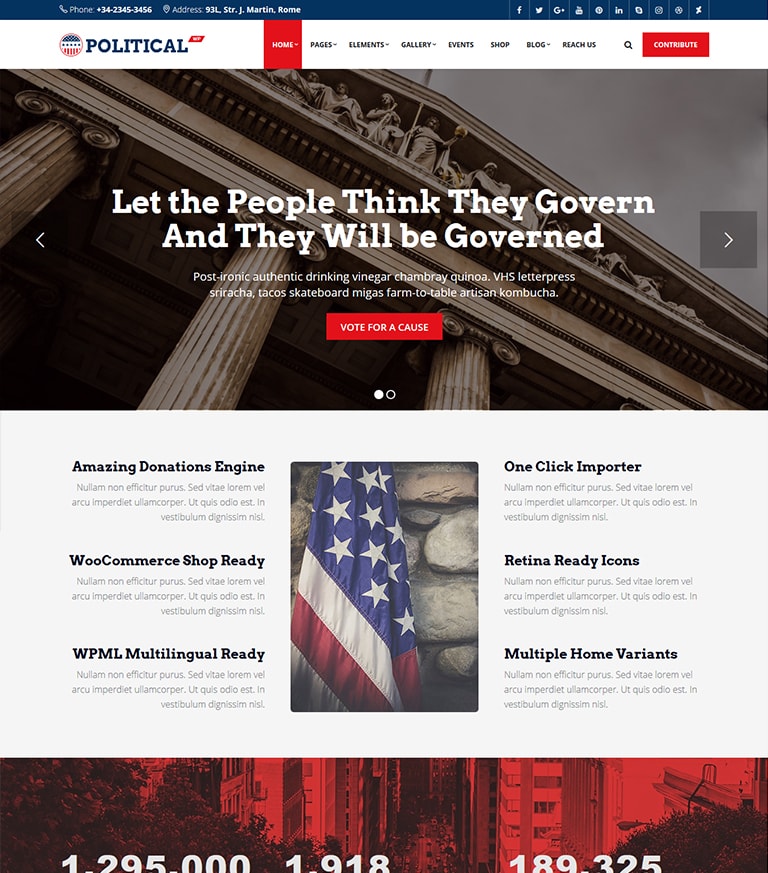 Phone: +34-2345-3456 Address: 93L, Str. J. Martin, Rome
POLITICAL WP
HOME PAGES ELEMENTS GALLERY EVENTS SHOP BLOG REACH US CONTRIBUTE
Let the People Think They Govern
And They Will be Governed
Post-ironic authentic drinking vinegar chambray quinoa. VHS letterpress
sriracha, tacos skateboard migas farm-to-table artisan kombucha.
VOTE FOR A CAUSE
Amazing Donations Engine
Nullam non efficitur purus. Sed vitae lorem vel
arcu imperdiet ullamcorper. Ut quis odio est. In
vestibulum dignissim nisl.
WooCommerce Shop Ready
Nullam non efficitur purus. Sed vitae lorem vel
arcu imperdiet ullamcorper. Ut quis odio est. In
vestibulum dignissim nisl.
WPML Multilingual Ready
Nullam non efficitur purus. Sed vitae lorem vel
arcu imperdiet ullamcorper. Ut quis odio est. In
vestibulum dignissim nisl.
One Click Importer
Nullam non efficitur purus. Sed vitae lorem vel
arcu imperdiet ullamcorper. Ut quis odio est. In
vestibulum dignissim nisl.
Retina Ready Icons
Nullam non efficitur purus. Sed vitae lorem vel
arcu imperdiet ullamcorper. Ut quis odio est. In
vestibulum dignissim nisl.
Multiple Home Variants
Nullam non efficitur purus. Sed vitae lorem vel
arcu imperdiet ullamcorper. Ut quis odio est. In
vestibulum dignissim nisl.
1,295,000 1,918 189,325